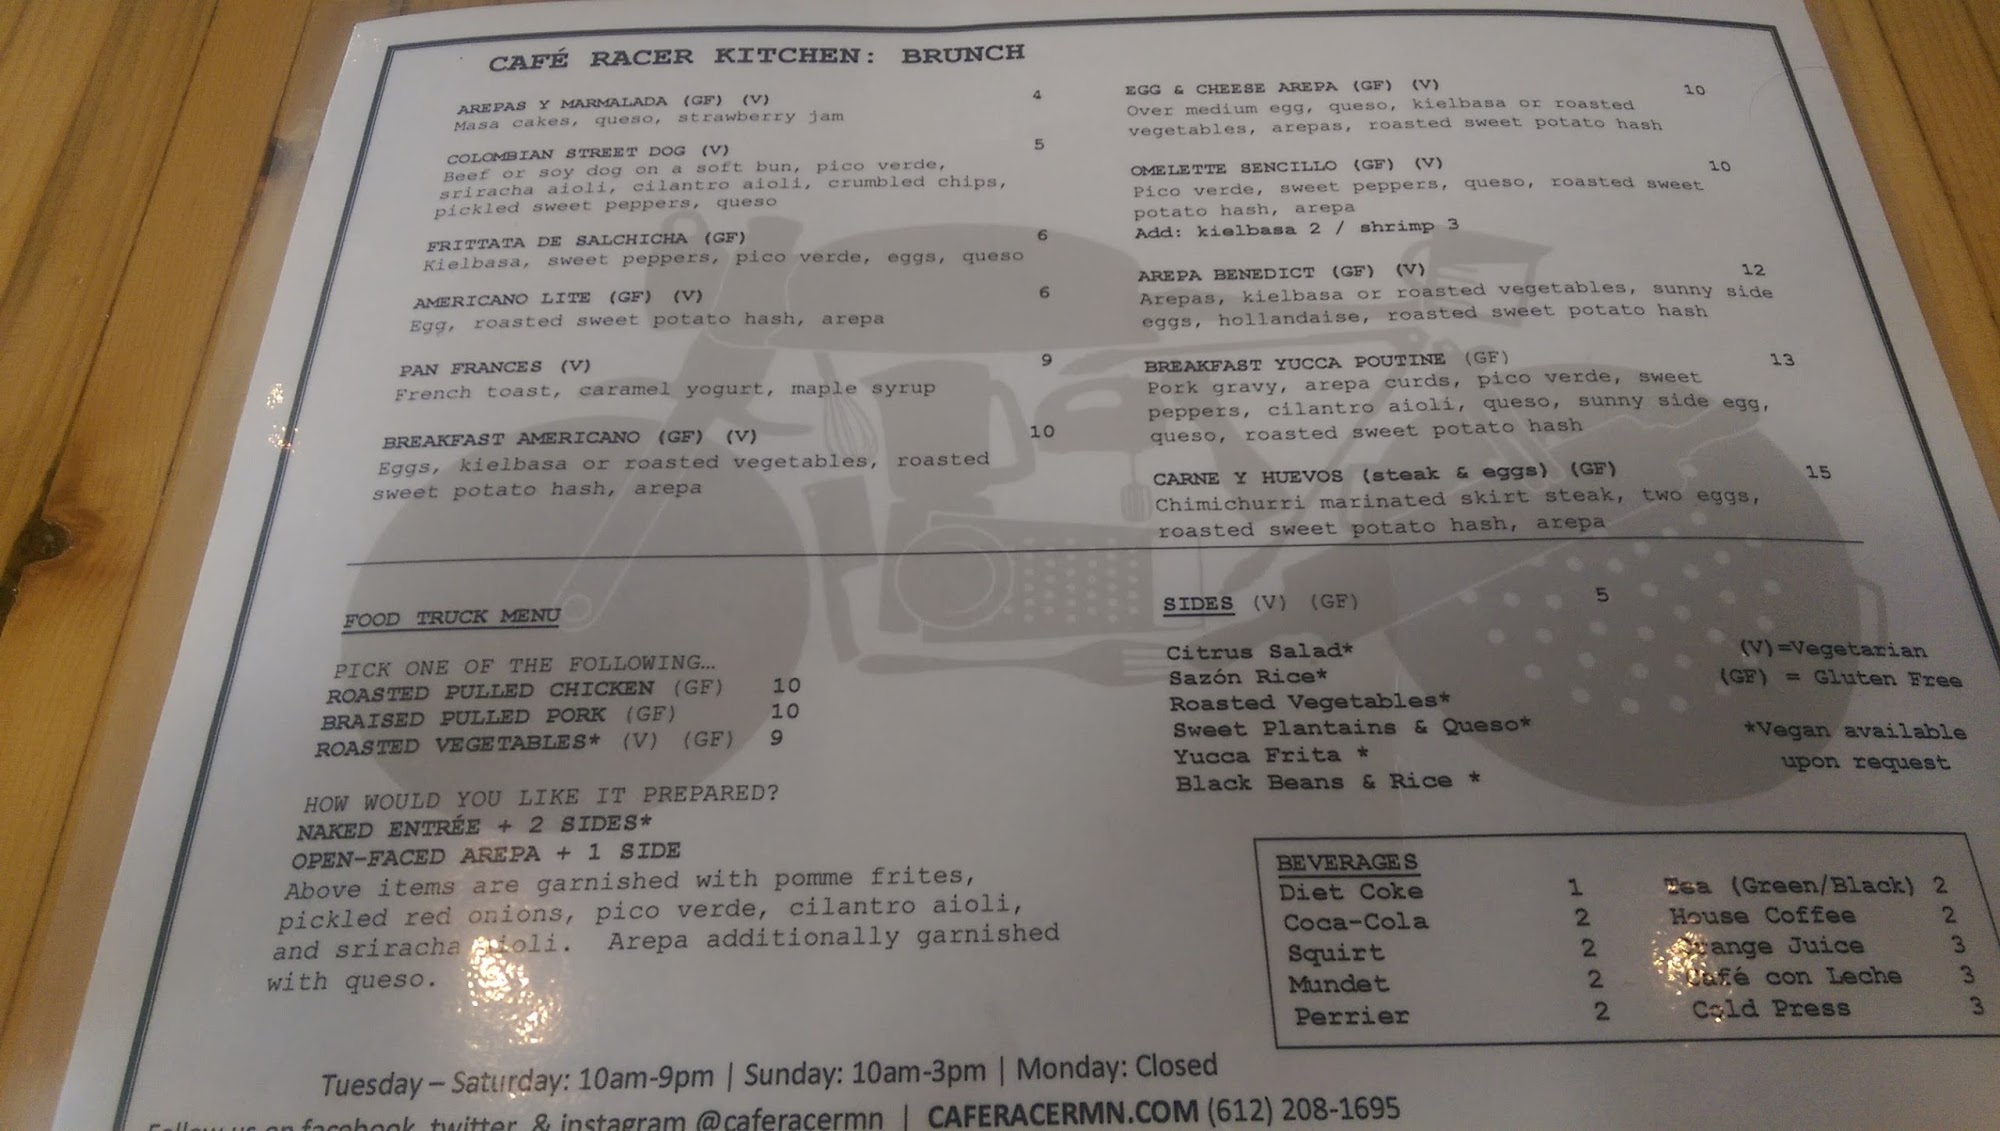 CAFÉ RACER KITCHEN: BRUNCH
AREPAS Y MARMALADA (GF) (V) 4
Masa cakes, queso, strawberry jam
COLOMBIAN STREET DOG (V) 5
Beef or soy dog on a soft bun, pico verde,
sriracha aioli, cilantro aioli, crumbled chips,
pickled sweet peppers, queso
FRITTATA DE SALCHICHA (GF) 6
Kielbasa, sweet peppers, pico verde, eggs, queso
AMERICANO LITE (GF) (V) 6
Egg, roasted sweet potato hash, arepa
PAN FRANCES (V) 9
French toast, caramel yogurt, maple syrup
BREAKFAST AMERICANO (GF) (V) 10
Eggs, kielbasa or roasted vegetables, roasted
sweet potato hash, arepa
EGG & CHEESE AREPA (GF) (V) 10
Over medium egg, queso, kielbasa or roasted
vegetables, arepas, roasted sweet potato hash
OMELETTE SENCILLO (GF) (V) 10
Pico verde, sweet peppers, queso, roasted sweet
potato hash, arepa
Add: kielbasa 2 / shrimp 3
AREPA BENEDICT (GF) (V) 12
Arepas, kielbasa or roasted vegetables, sunny side
eggs, hollandaise, roasted sweet potato hash
BREAKFAST YUCCA POUTINE (GF) 13
Pork gravy, arepa curds, pico verde, sweet
peppers, cilantro aioli, queso, sunny side egg,
queso, roasted sweet potato hash
CARNE Y HUEVOS (steak & eggs) (GF) 15
Chimichurri marinated skirt steak, two eggs,
roasted sweet potato hash, arepa
FOOD TRUCK MENU
PICK ONE OF THE FOLLOWING…
ROASTED PULLED CHICKEN (GF) 10
BRAISED PULLED PORK (GF) 10
ROASTED VEGETABLES* (V) (GF) 9
HOW WOULD YOU LIKE IT PREPARED?
NAKED ENTRÉE + 2 SIDES*
OPEN-FACED AREPA + 1 SIDE
Above items are garnished with pomme frites,
pickled red onions, pico verde, cilantro aioli,
and sriracha aioli. Arepa additionally garnished
with queso.
SIDES (V) (GF) 5
Citrus Salad*
Sazón Rice*
Roasted Vegetables*
Sweet Plantains & Queso*
Yucca Frita *
Black Beans & Rice *
(V)=Vegetarian
(GF) = Gluten Free
*Vegan available
upon request
BEVERAGES
Diet Coke 1 Tea (Green/Black) 2
Coca-Cola 2 House Coffee 2
Squirt 2 Orange Juice 3
Mundet 2 Café con Leche 3
Perrier 2 Cold Press 3
Tuesday – Saturday: 10am-9pm | Sunday: 10am-3pm | Monday: Closed
Follow us on facebook, twitter, & instagram @caferacermn | CAFERACERMN.COM (612) 208-1695